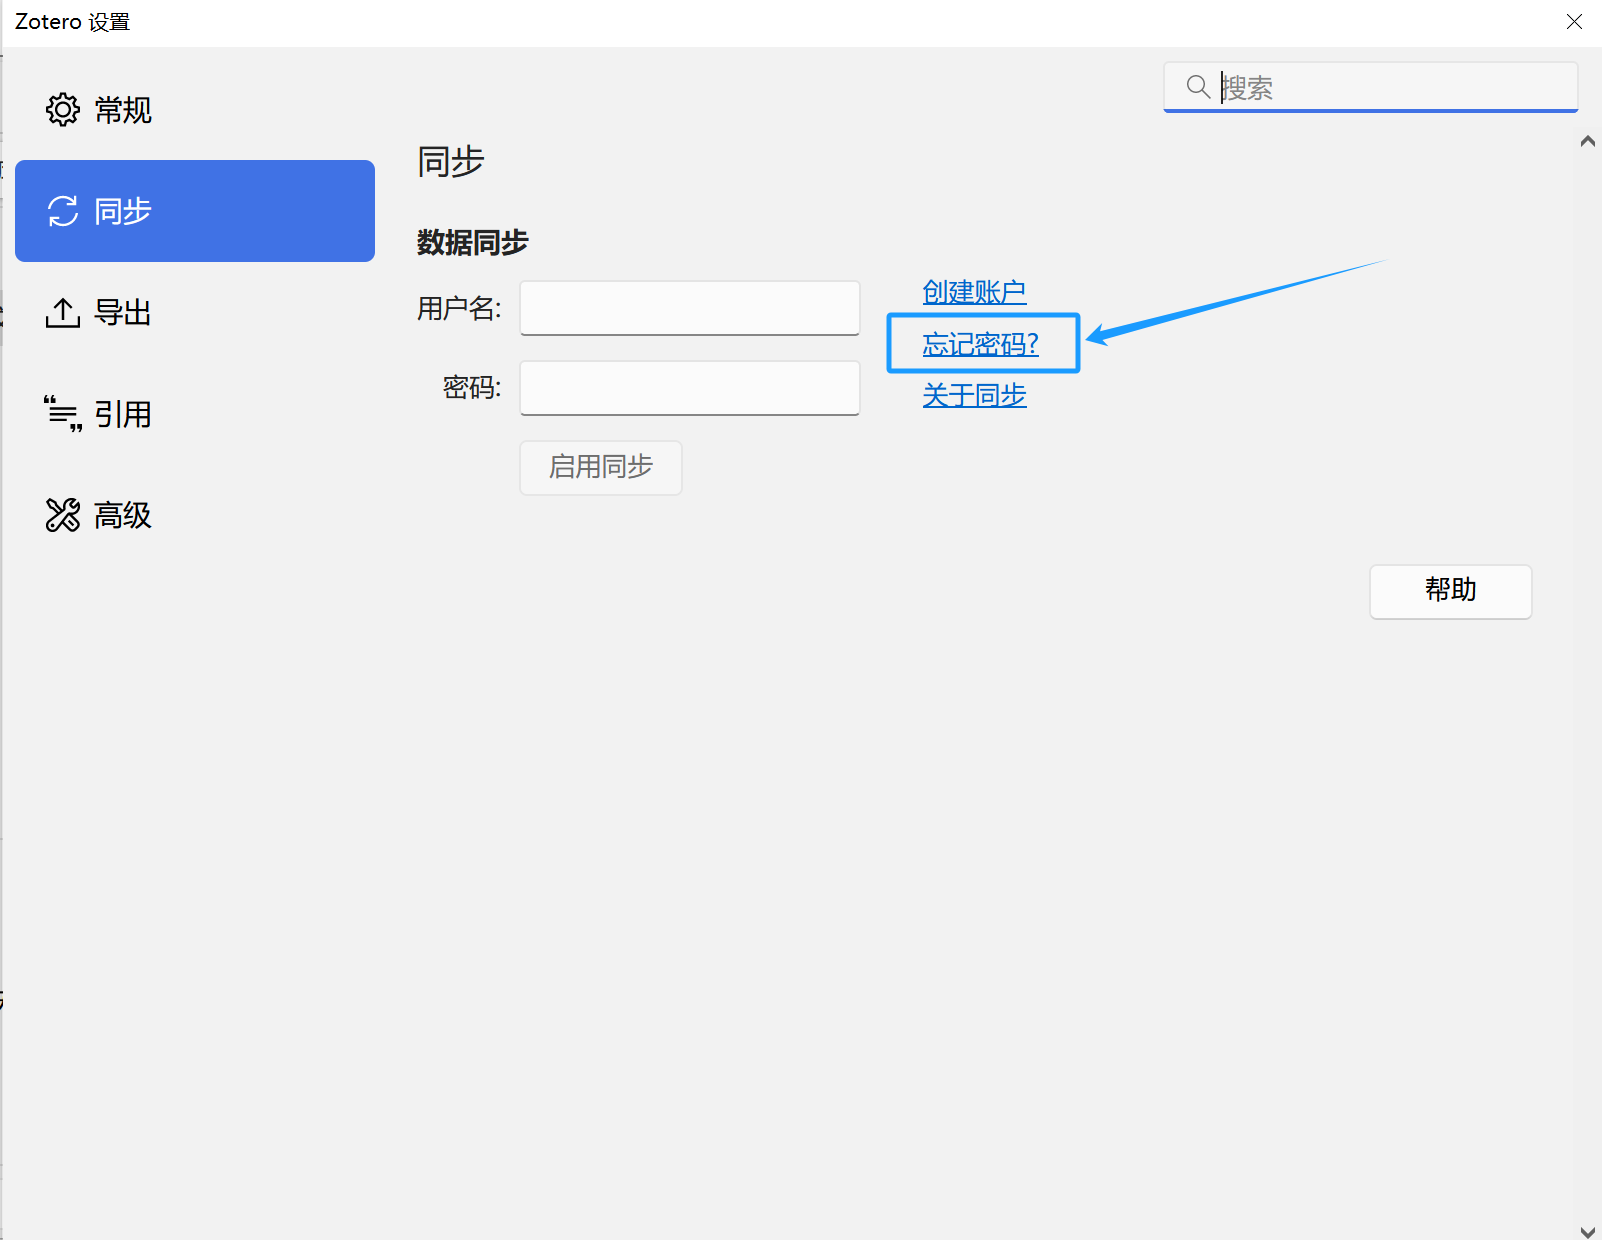 Zotero 设置
搜索
常规
同步
导出
引用
高级
同步
数据同步
用户名:
密码:
启用同步
创建账户
忘记密码?
关于同步
帮助